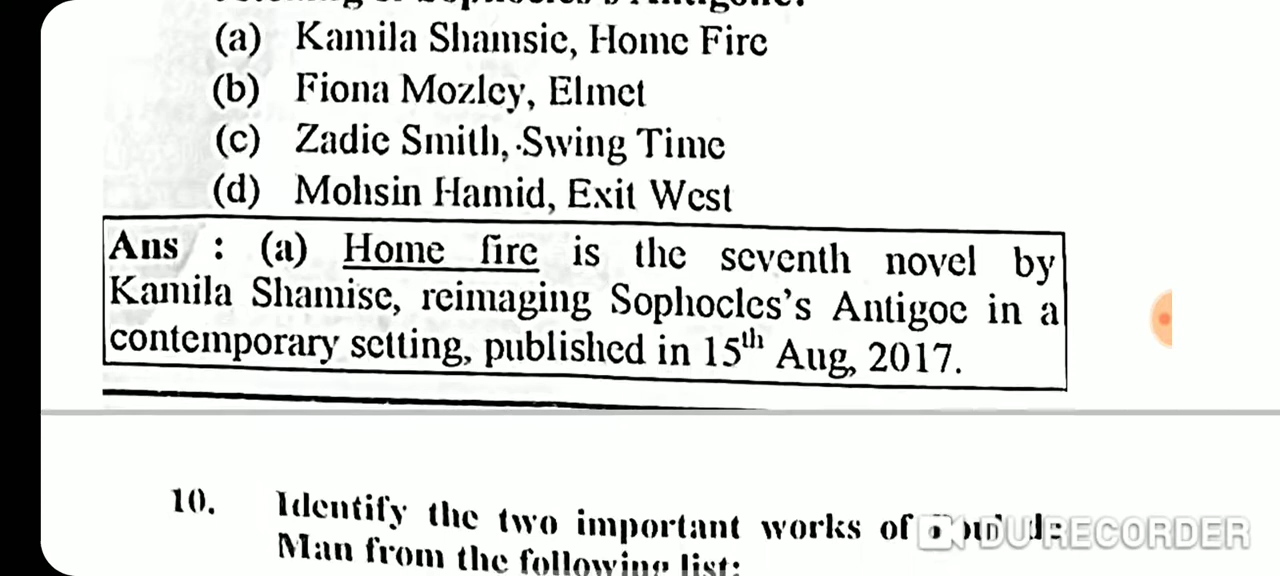 Sophocles's Antigone?
(a) Kamila Shamsie, Home Fire
(b) Fiona Mozley, Elmet
(c) Zadie Smith, Swing Time
(d) Mohsin Hamid, Exit West
Ans : (a) Home fire is the seventh novel by
Kamila Shamise, reimaging Sophocles's Antigoe in a
contemporary setting, published in 15th Aug, 2017.
10. Identify the two important works of
Man from the following list:
DU RECORDER